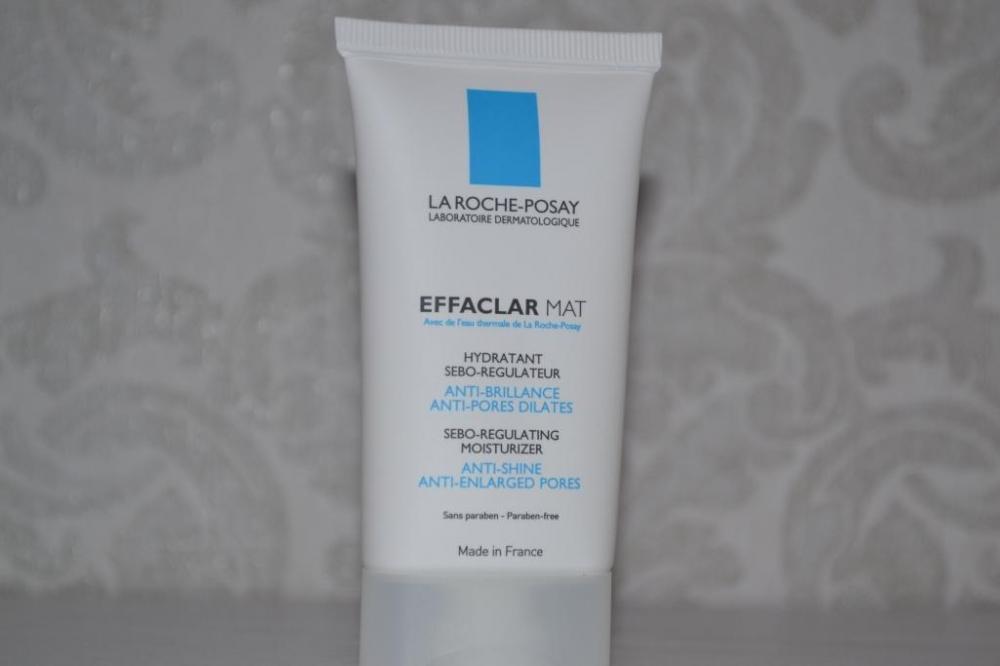 LA ROCHE-POSAY
LABORATOIRE DERMATOLOGIQUE
EFFACLAR MAT
Avec de l'eau thermale de La Roche-Posay
HYDRATANT
SEBO-REGULATEUR
ANTI-BRILLANCE
ANTI-PORES DILATES
SEBO-REGULATING
MOISTURIZER
ANTI-SHINE
ANTI-ENLARGED PORES
Sans paraben - Paraben-free
Made in France